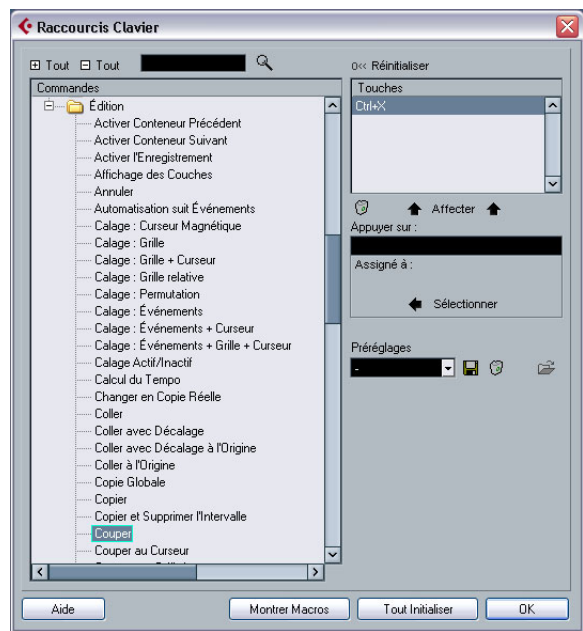 Raccourcis Clavier
Tout Tout
0<< Réinitialiser
Commandes
Édition
Activer Conteneur Précédent
Activer Conteneur Suivant
Activer l'Enregistrement
Affichage des Couches
Annuler
Automatisation suit Événements
Calage : Curseur Magnétique
Calage : Grille
Calage : Grille + Curseur
Calage : Grille relative
Calage : Permutation
Calage : Événements
Calage : Événements + Curseur
Calage : Événements + Grille + Curseur
Calage Actif/Inactif
Calcul du Tempo
Changer en Copie Réelle
Coller
Coller avec Décalage
Coller avec Décalage à l'Origine
Coller à l'Origine
Copie Globale
Copier
Copier et Supprimer l'Intervalle
Couper
Couper au Curseur
Touches
Ctrl+X
Affecter
Appuyer sur :
Assigné à :
Sélectionner
Préréglages
-
Aide
Montrer Macros
Tout Initialiser
OK